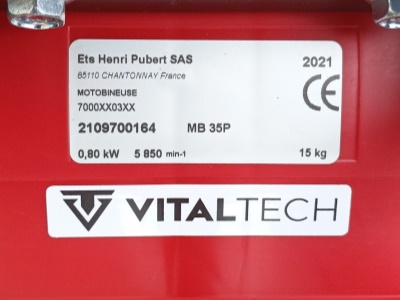 Ets Henri Pubert SAS
2021
85110 CHANTONNAY France
CE
MOTOBINEUSE
7000XX03XX
2109700164 MB 35P
0,80 kW 5 850 min-1 15 kg
VITALTECH